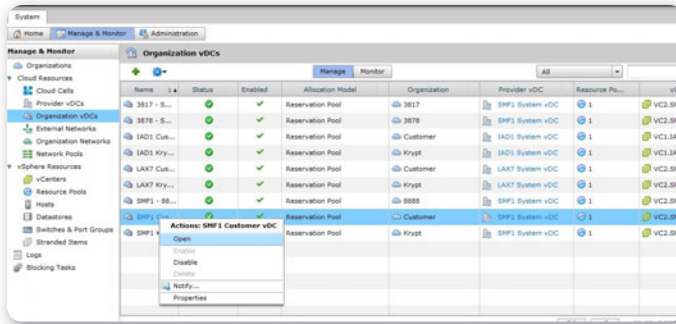 System
Home Manage & Monitor Administration
Manage & Monitor
Organizations
Cloud Resources
Cloud Cells
Provider vDCs
Organization vDCs
External Networks
Organization Networks
Network Pools
vSphere Resources
vCenters
Resource Pools
Hosts
Datastores
Switches & Port Groups
Stranded Items
Logs
Blocking Tasks
Organization vDCs
Manage Monitor All
Name 1 Status Enabled Allocation Model Organization Provider vDC Resource Po...
3817 - S... Reservation Pool 3817 SMF1 System vDC 1 VC2.S
3878 - S... Reservation Pool 3878 SMF1 System vDC 1 VC2.S
IAD1 Cus... Reservation Pool Customer IAD1 System vDC 1 VC1.IA
IAD1 Kry... Reservation Pool Krypt IAD1 System vDC 1 VC1.IA
LAX7 Cus... Reservation Pool Customer LAX7 System vDC 1 VC2.LA
LAX7 Kry... Reservation Pool Krypt LAX7 System vDC 1 VC2.LA
SMF1 - 88... Reservation Pool 8888 SMF1 System vDC 1 VC2.S
SMF1 Cus... Reservation Pool Customer SMF1 System vDC 1 VC2.S
SMF1 Reservation Pool Krypt SMF1 System vDC 1 VC2.S
Actions: SMF1 Customer vDC
Open
Enable
Disable
Delete
Notify...
Properties